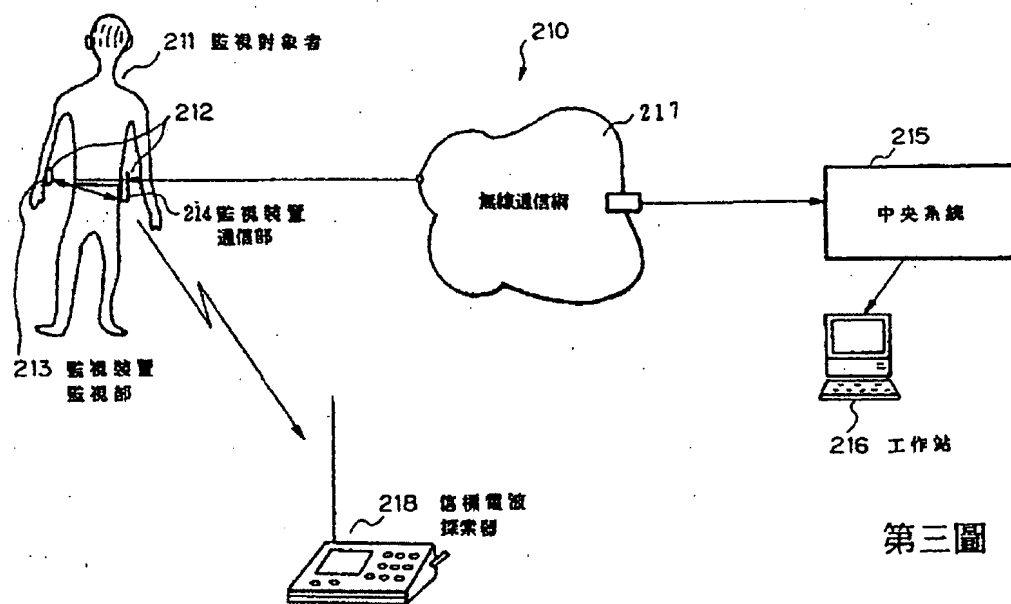 210
211 監視對象者
217
212
215
無線通信網
中央系統
214 監視裝置
通信部
213 監視裝置
監視部
216 工作站
218 信標電波
探索器
第三圖